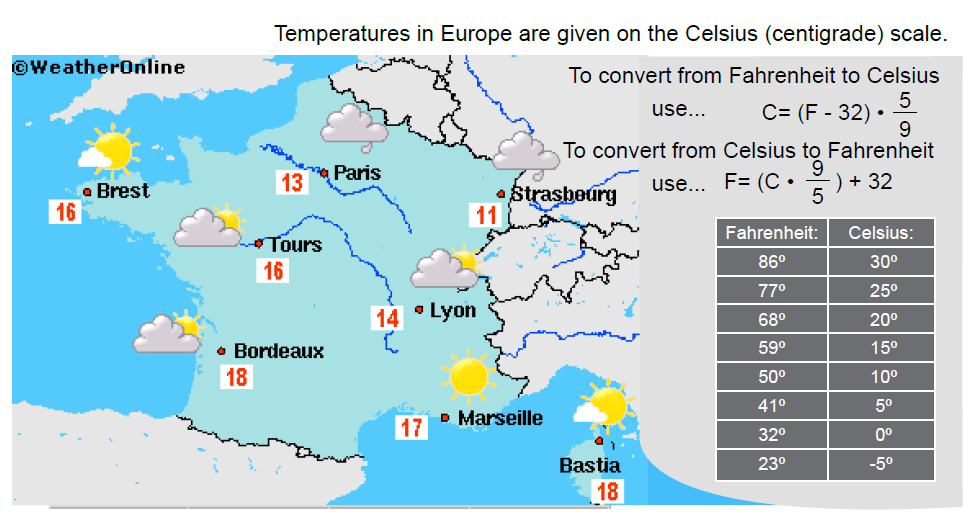 Temperatures in Europe are given on the Celsius (centigrade) scale.
©WeatherOnline
To convert from Fahrenheit to Celsius
use... C= (F - 32) • 5/9
To convert from Celsius to Fahrenheit
use... F= (C • 9/5 ) + 32
Paris
13
Brest
16
Strasbourg
11
Tours
16
Lyon
14
Bordeaux
18
Marseille
17
Bastia
18
Fahrenheit: Celsius:
86º 30º
77º 25º
68º 20º
59º 15º
50º 10º
41º 5º
32º 0º
23º -5º